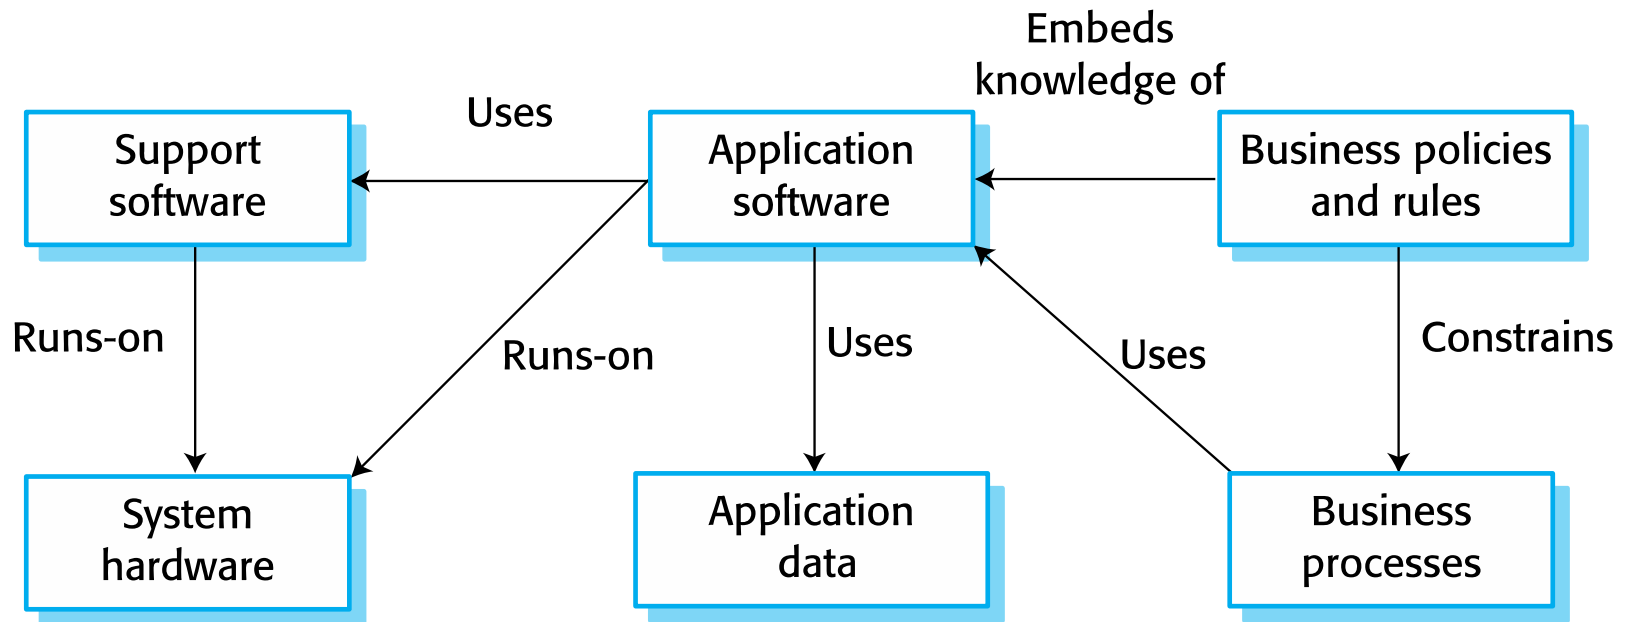 Embeds
knowledge of
Uses
Support
software
Application
software
Business policies
and rules
Runs-on
Runs-on
Uses
Uses
Constrains
System
hardware
Application
data
Business
processes